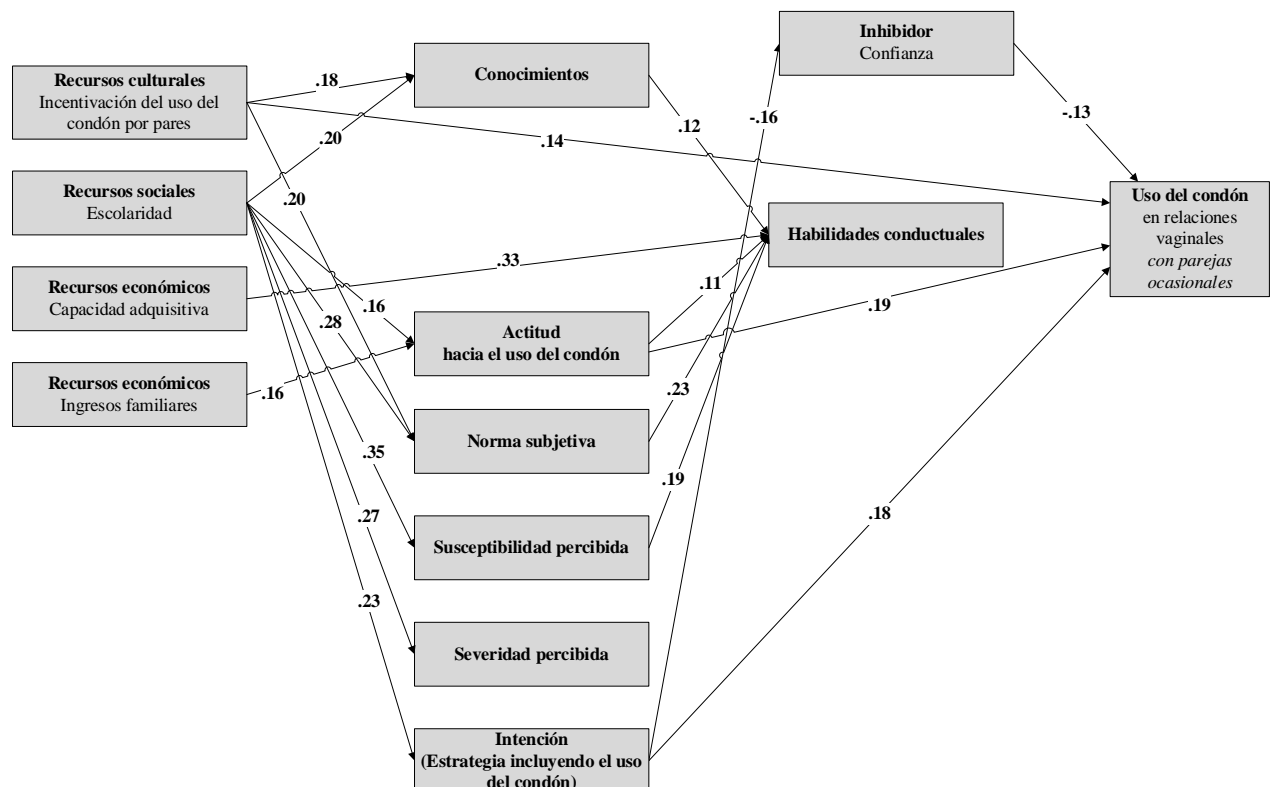 Recursos culturales
Incentivación del uso del
condón por pares
Recursos sociales
Escolaridad
Recursos económicos
Capacidad adquisitiva
Recursos económicos
Ingresos familiares
Conocimientos
Actitud
hacia el uso del condón
Norma subjetiva
Susceptibilidad percibida
Severidad percibida
Intención
(Estrategia incluyendo el uso
del condón)
Inhibidor
Confianza
Habilidades conductuales
Uso del condón
en relaciones
vaginales
con parejas
ocasionales
.18
.20
.20
.14
.33
.16
.28
.16
.35
.27
.23
.12
-.16
-.13
.11
.19
.23
.19
.18